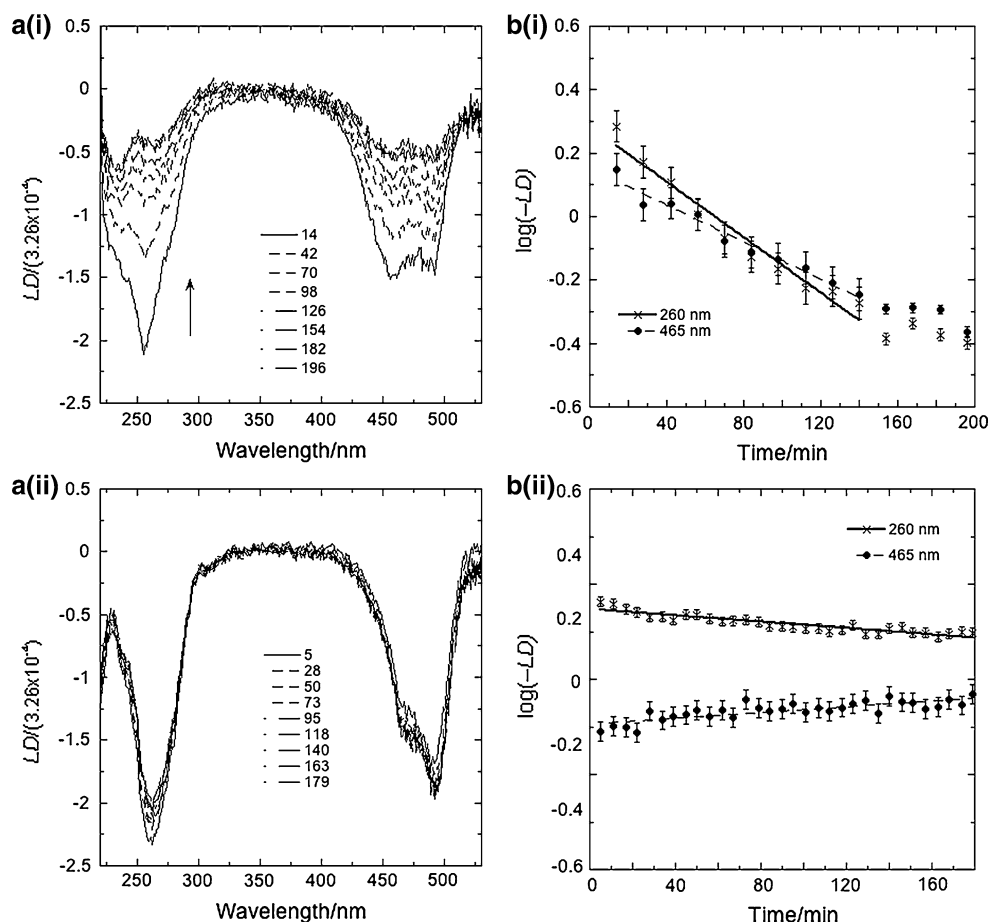 a(i)
0.5
0
-0.5
-1
-1.5
-2
-2.5
LD/(3.26x10⁻⁴)
14
42
70
98
126
154
182
196
250 300 350 400 450 500
Wavelength/nm
b(i)
0.6
0.4
0.2
0
-0.2
-0.4
-0.6
log(–LD)
260 nm
465 nm
0 40 80 120 160 200
Time/min
a(ii)
0.5
0
-0.5
-1
-1.5
-2
-2.5
LD/(3.26x10⁻⁴)
5
28
50
73
95
118
140
163
179
250 300 350 400 450 500
Wavelength/nm
b(ii)
0.6
0.4
0.2
0
-0.2
-0.4
-0.6
log(–LD)
260 nm
465 nm
0 40 80 120 160
Time/min